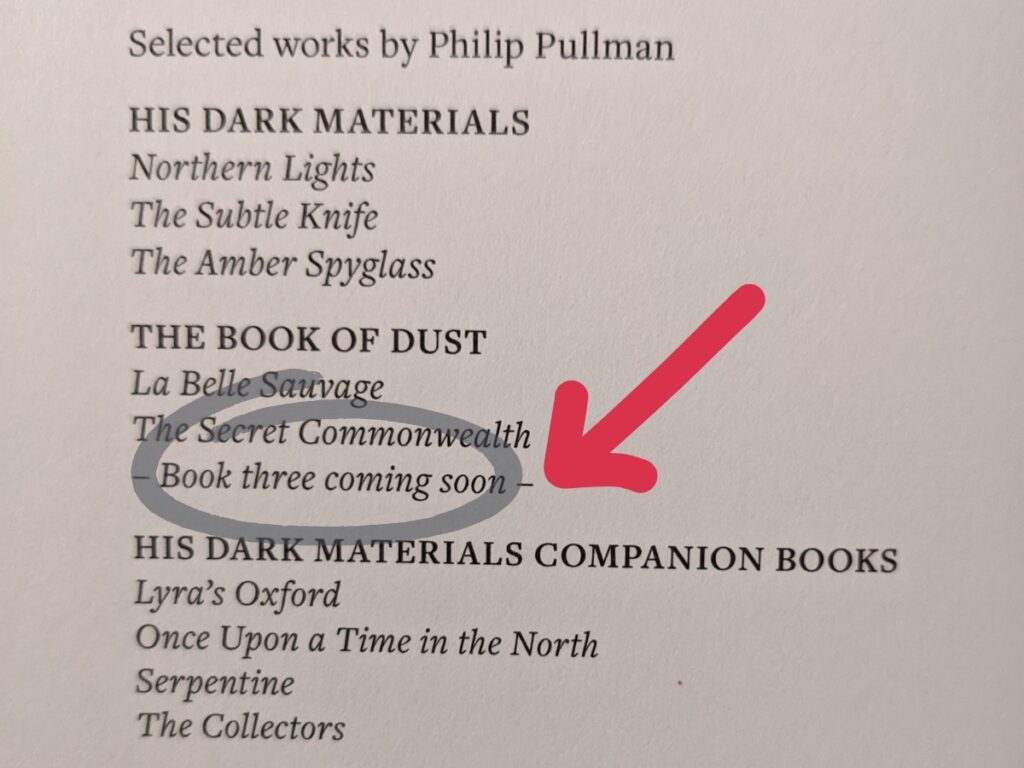 Selected works by Philip Pullman
HIS DARK MATERIALS
Northern Lights
The Subtle Knife
The Amber Spyglass
THE BOOK OF DUST
La Belle Sauvage
The Secret Commonwealth
– Book three coming soon –
HIS DARK MATERIALS COMPANION BOOKS
Lyra’s Oxford
Once Upon a Time in the North
Serpentine
The Collectors